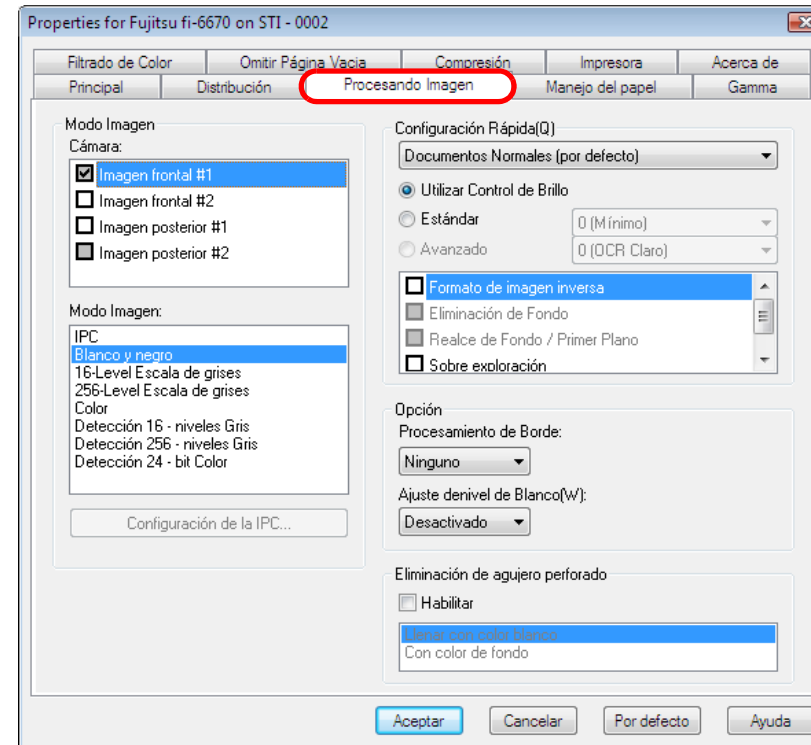 Properties for Fujitsu fi-6670 on STI - 0002
Filtrado de Color
Omitir Página Vacia
Compresión
Impresora
Acerca de
Principal
Distribución
Procesando Imagen
Manejo del papel
Gamma
Modo Imagen
Cámara:
Imagen frontal #1
Imagen frontal #2
Imagen posterior #1
Imagen posterior #2
Modo Imagen:
IPC
Blanco y negro
16-Level Escala de grises
256-Level Escala de grises
Color
Detección 16 - niveles Gris
Detección 256 - niveles Gris
Detección 24 - bit Color
Configuración de la IPC...
Configuración Rápida(Q)
Documentos Normales (por defecto)
Utilizar Control de Brillo
Estándar
0 (Mínimo)
Avanzado
0 (OCR Claro)
Formato de imagen inversa
Eliminación de Fondo
Realce de Fondo / Primer Plano
Sobre exploración
Opción
Procesamiento de Borde:
Ninguno
Ajuste denivel de Blanco(W):
Desactivado
Eliminación de agujero perforado
Habilitar
Llenar con color blanco
Con color de fondo
Aceptar
Cancelar
Por defecto
Ayuda